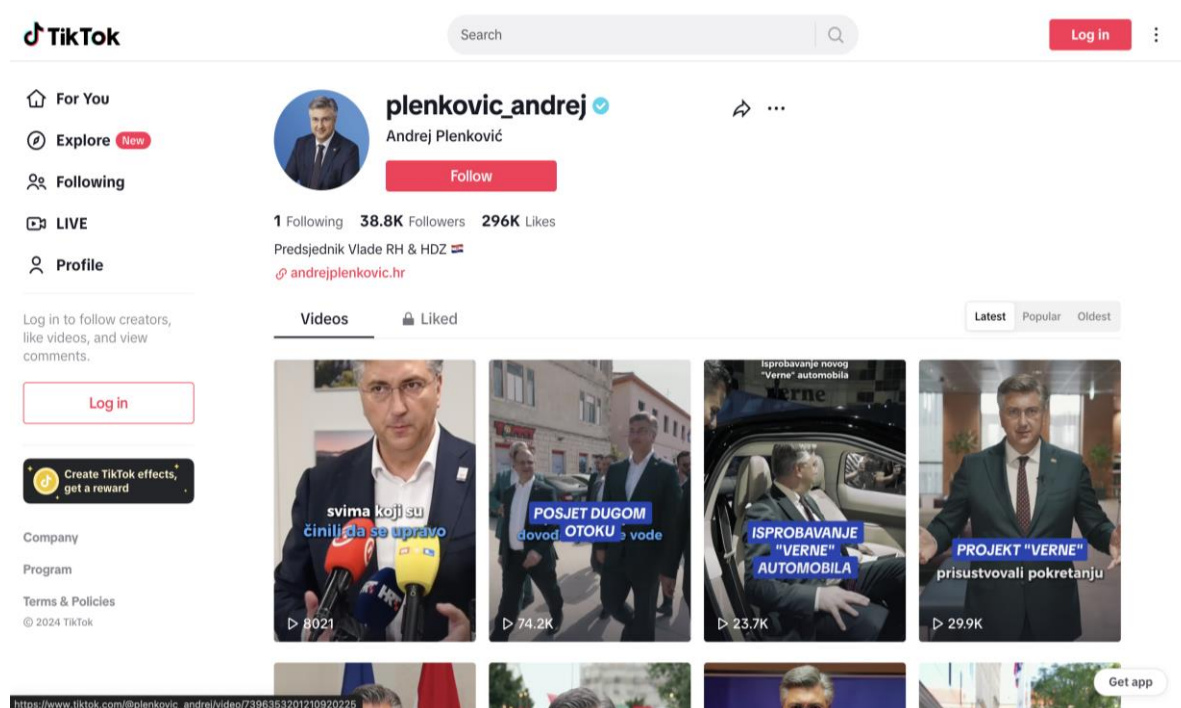 TikTok
Search
Log in
For You
Explore New
Following
LIVE
Profile
Log in to follow creators,
like videos, and view
comments.
Log in
Create TikTok effects,
get a reward
Company
Program
Terms & Policies
© 2024 TikTok
plenkovic_andrej
Andrej Plenković
Follow
1 Following 38.8K Followers 296K Likes
Predsjednik Vlade RH & HDZ
andrejplenkovic.hr
Videos Liked
Latest Popular Oldest
svima koji su
činili da se upravo
HRT
8021
POSJET DUGOM
OTOKU
dovod e vode
74.2K
Isprobavanje novog
"Verne" automobila
verne
ISPROBAVANJE
"VERNE"
AUTOMOBILA
23.7K
PROJEKT "VERNE"
prisustvovali pokretanju
29.9K
Get app
https://www.tiktok.com/@plenkovic_andrej/video/7396353201210920225